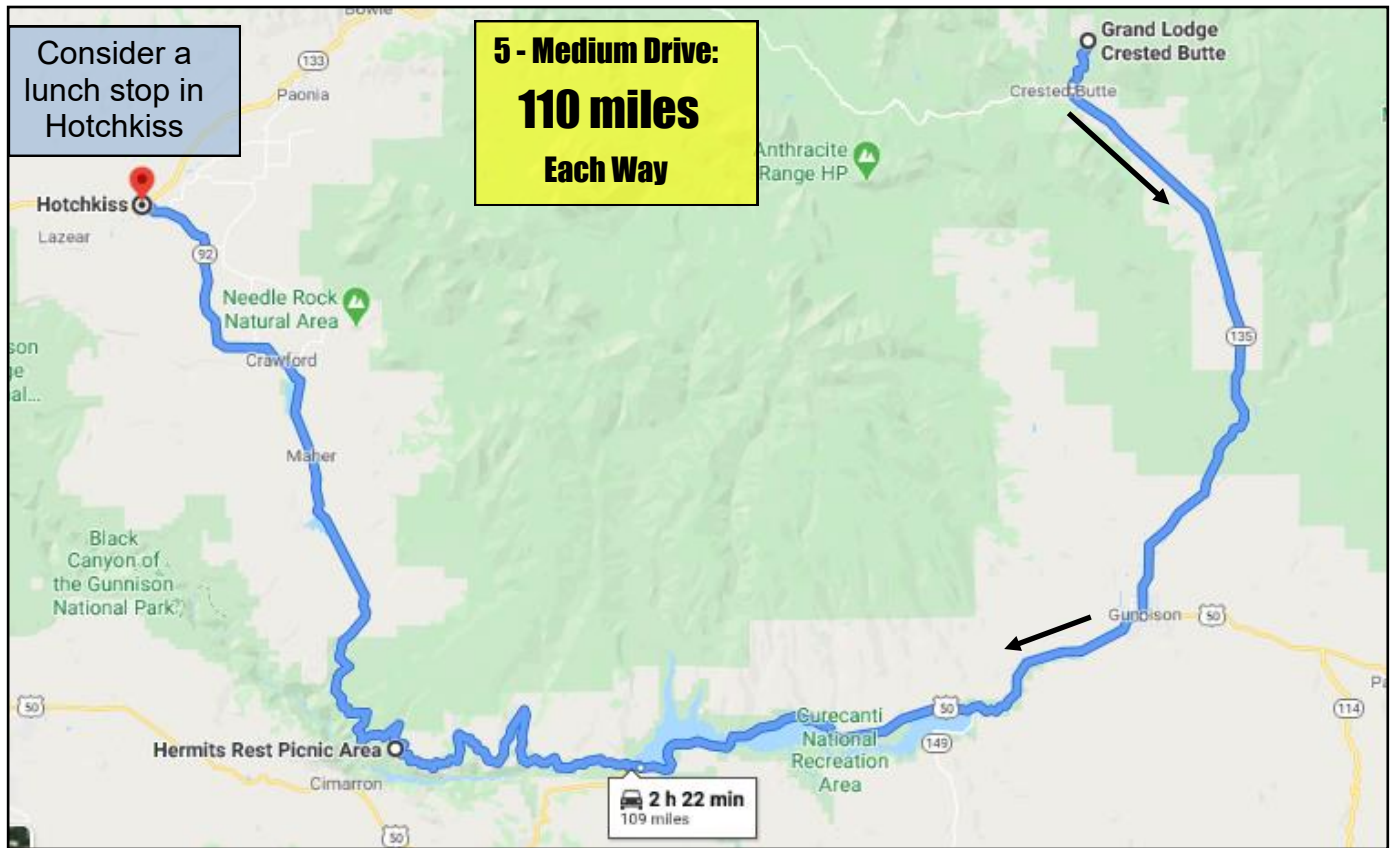 Consider a
lunch stop in
Hotchkiss
5 - Medium Drive:
110 miles
Each Way
Bowie
133
Paonia
Grand Lodge
Crested Butte
Crested Butte
Anthracite
Range HP
Hotchkiss
Lazear
92
Needle Rock
Natural Area
Crawford
135
Maher
Black
Canyon of
the Gunnison
National Park
Gunnison
50
50
Hermits Rest Picnic Area
Cimarron
50
Curecanti
National
Recreation
Area
50
149
114
2 h 22 min
109 miles